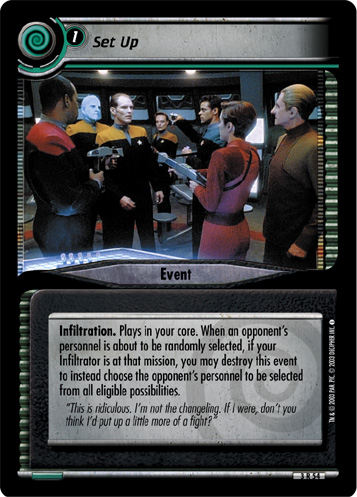 1 Set Up
Event
Infiltration. Plays in your core. When an opponent's
personnel is about to be randomly selected, if your
Infiltrator is at that mission, you may destroy this event
to instead choose the opponent's personnel to be selected
from all eligible possibilities.
"This is ridiculous. I'm not the changeling. If I were, don't you
think I'd put up a little more of a fight?"
TM & © 2003 PAR. PIC. © 2003 DECIPHER INC.
3 R 54